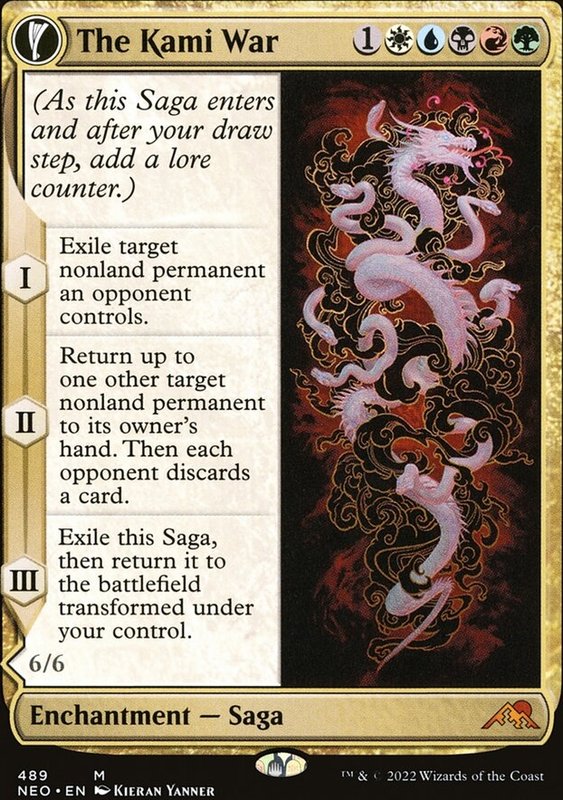 The Kami War 1
(As this Saga enters
and after your draw
step, add a lore
counter.)
I
Exile target
nonland permanent
an opponent
controls.
II
Return up to
one other target
nonland permanent
to its owner's
hand. Then each
opponent discards
a card.
III
Exile this Saga,
then return it to
the battlefield
transformed under
your control.
6/6
Enchantment — Saga
489 M
NEO • EN Kieran Yanner
™ & © 2022 Wizards of the Coast